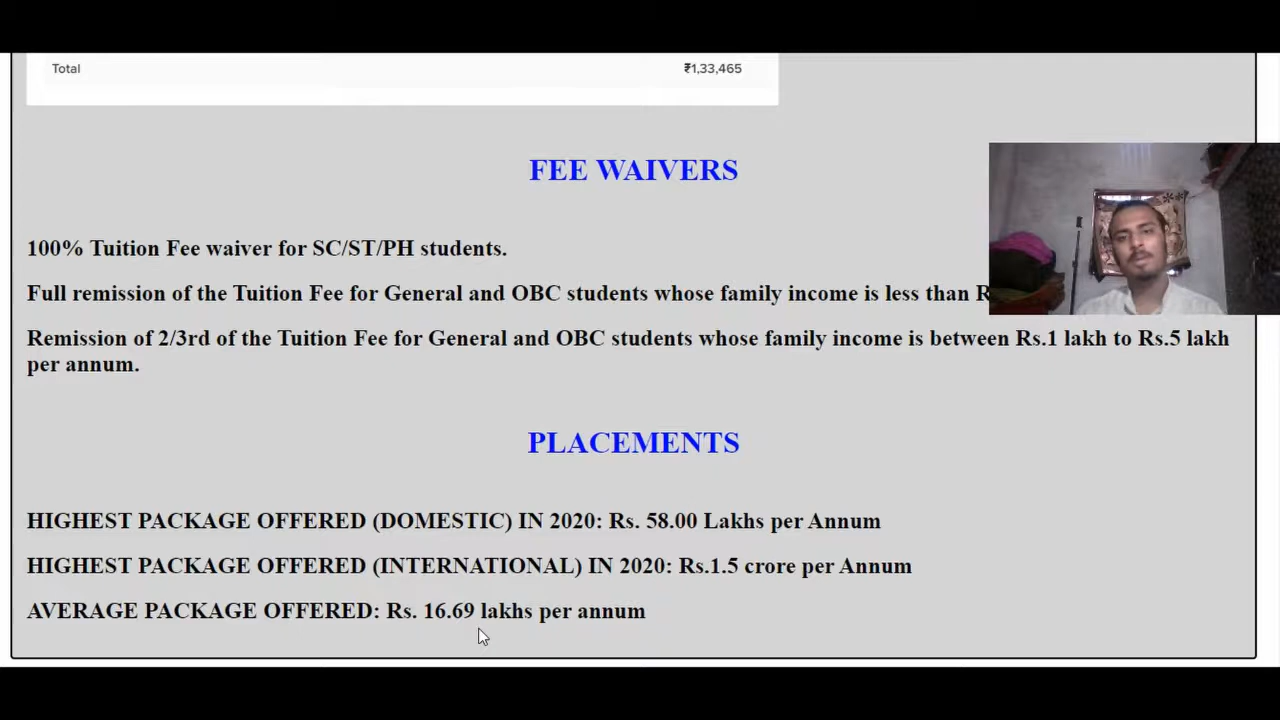 Total ₹1,33,465
FEE WAIVERS
100% Tuition Fee waiver for SC/ST/PH students.
Full remission of the Tuition Fee for General and OBC students whose family income is less than
Remission of 2/3rd of the Tuition Fee for General and OBC students whose family income is between Rs.1 lakh to Rs.5 lakh
per annum.
PLACEMENTS
HIGHEST PACKAGE OFFERED (DOMESTIC) IN 2020: Rs. 58.00 Lakhs per Annum
HIGHEST PACKAGE OFFERED (INTERNATIONAL) IN 2020: Rs.1.5 crore per Annum
AVERAGE PACKAGE OFFERED: Rs. 16.69 lakhs per annum